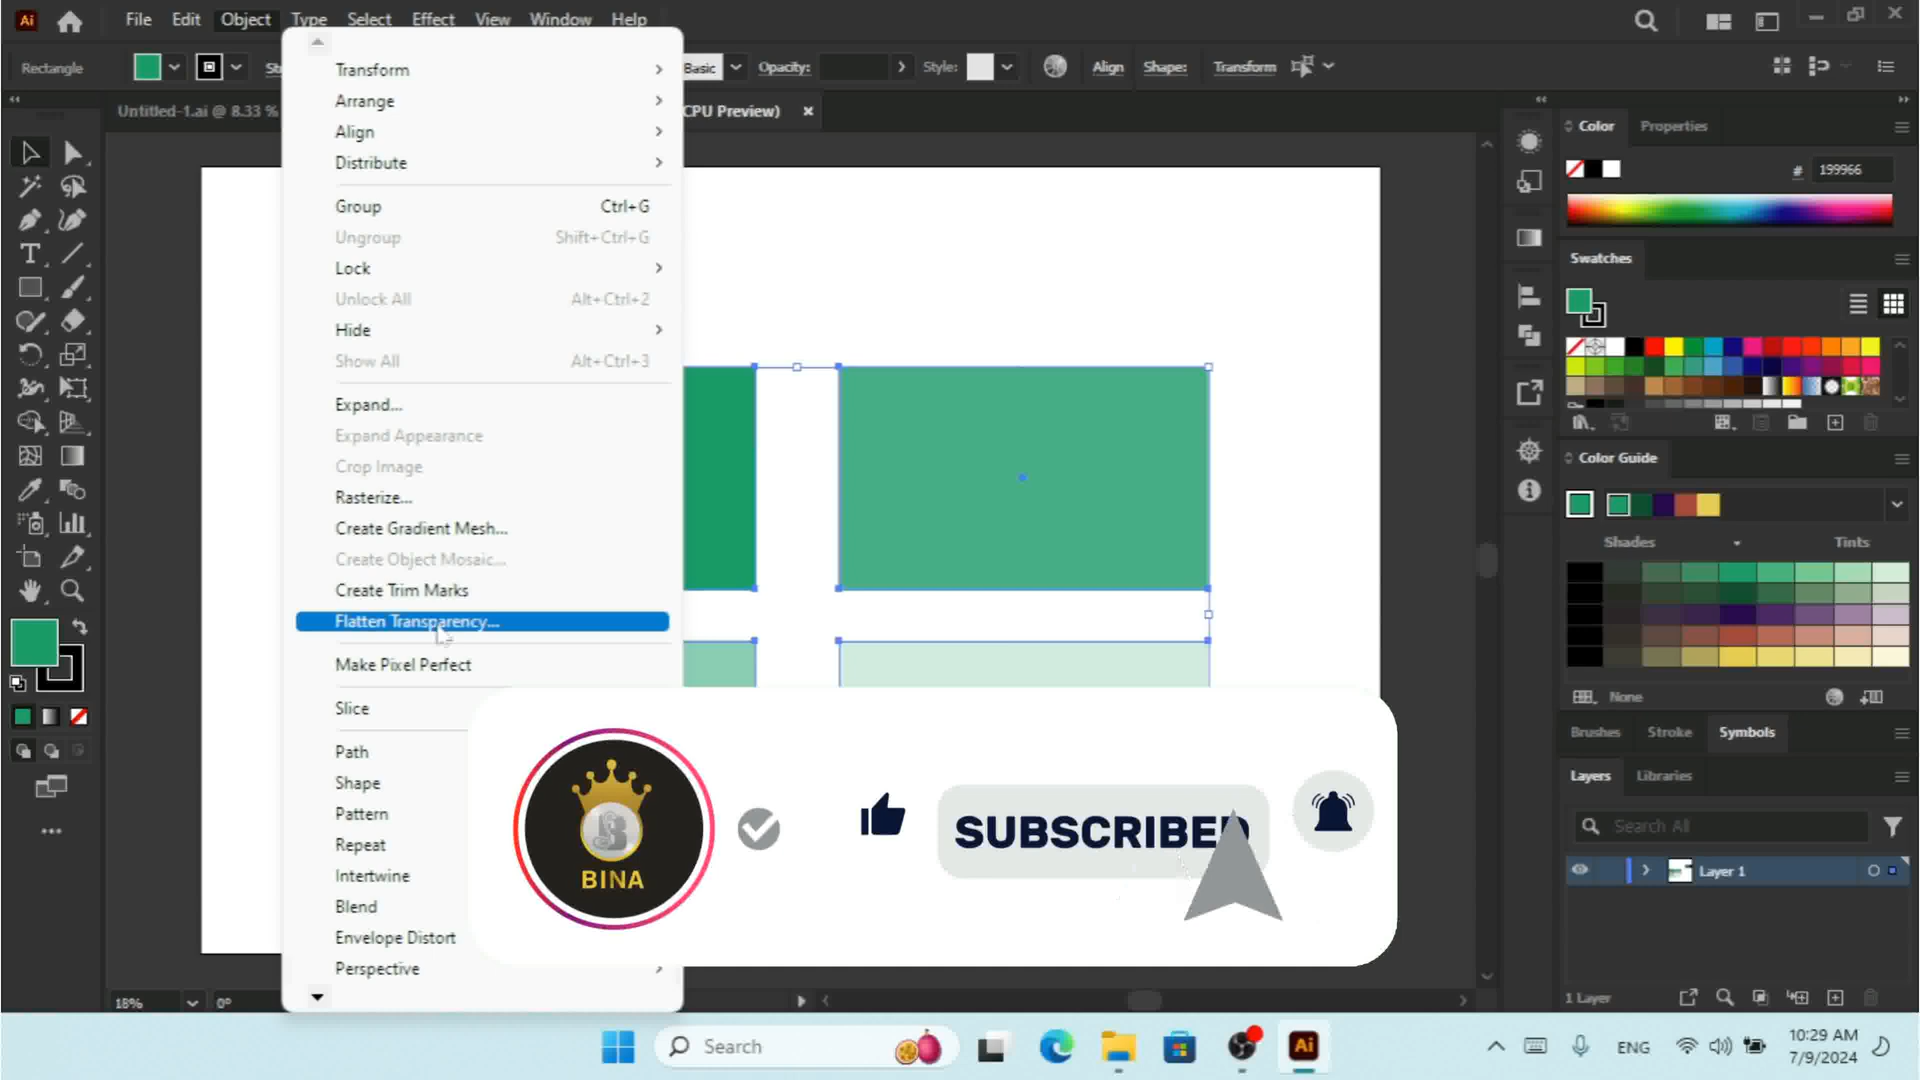 Ai File Edit Object Type Select Effect View Window Help
Rectangle Basic Opacity: Style: Align Shape: Transform
Untitled-1.ai @ 8.33 % CPU Preview) ×
Transform
Arrange
Align
Distribute
Group Ctrl+G
Ungroup Shift+Ctrl+G
Lock
Unlock All Alt+Ctrl+2
Hide
Show All Alt+Ctrl+3
Expand...
Expand Appearance
Crop Image
Rasterize...
Create Gradient Mesh...
Create Object Mosaic...
Create Trim Marks
Flatten Transparency...
Make Pixel Perfect
Slice
Path
Shape
Pattern
Repeat
Intertwine
Blend
Envelope Distort
Perspective
Color Properties
# 199966
Swatches
Color Guide
Shades Tints
None
Brushes Stroke Symbols
Layers Libraries
Search All
Layer 1
1 Layer
BINA
SUBSCRIBED
18% 0°
Search
Ai
ENG
10:29 AM
7/9/2024